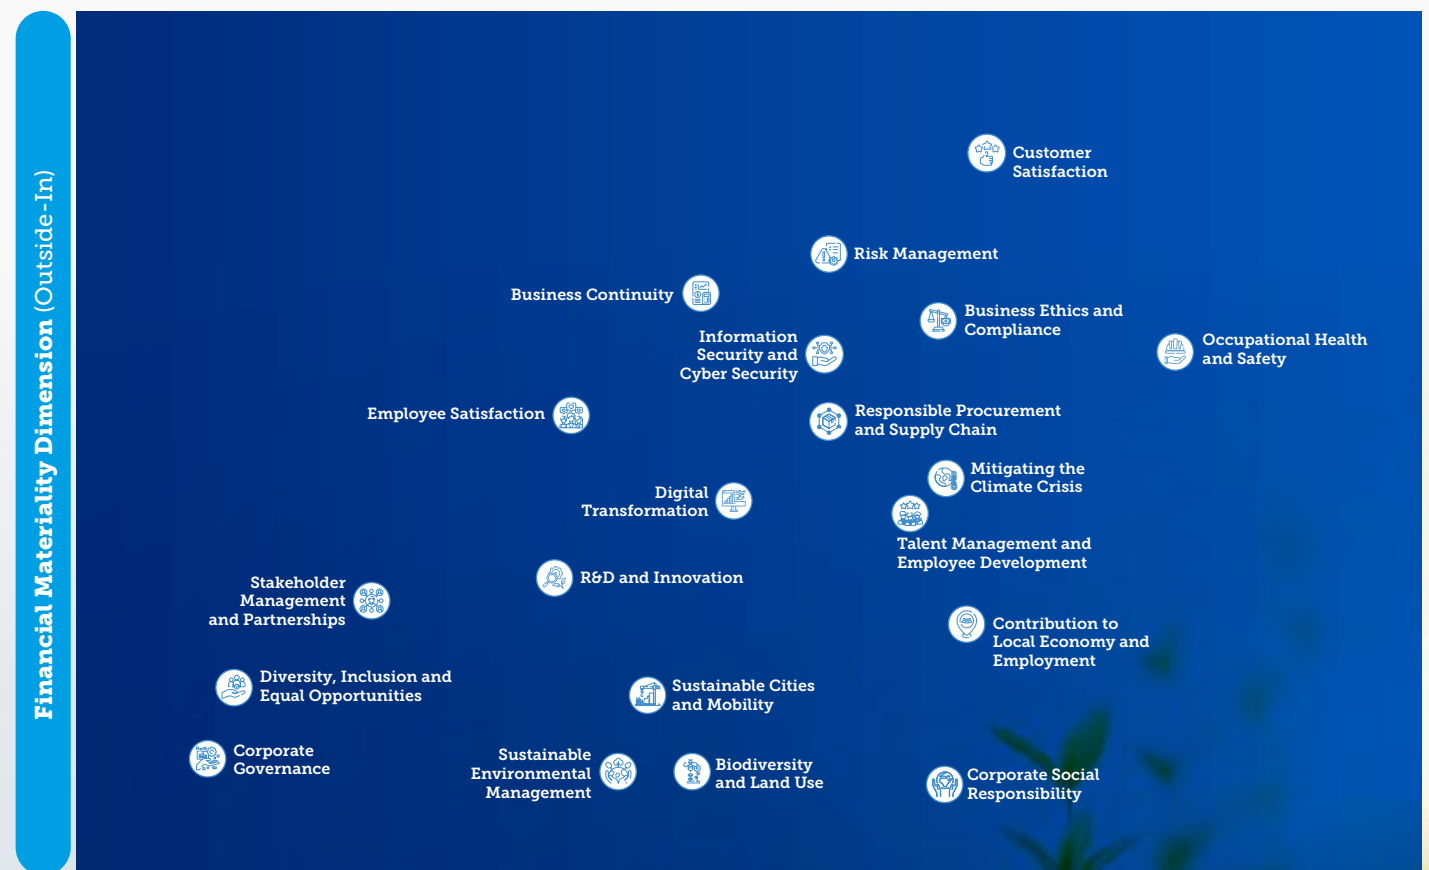 Financial Materiality Dimension (Outside-In)
Customer
Satisfaction
Risk Management
Business Continuity
Business Ethics and
Compliance
Information
Security and
Cyber Security
Occupational Health
and Safety
Employee Satisfaction
Responsible Procurement
and Supply Chain
Mitigating the
Climate Crisis
Digital
Transformation
Talent Management and
Employee Development
R&D and Innovation
Stakeholder
Management
and Partnerships
Contribution to
Local Economy and
Employment
Diversity, Inclusion and
Equal Opportunities
Sustainable Cities
and Mobility
Corporate
Governance
Sustainable
Environmental
Management
Biodiversity
and Land Use
Corporate Social
Responsibility